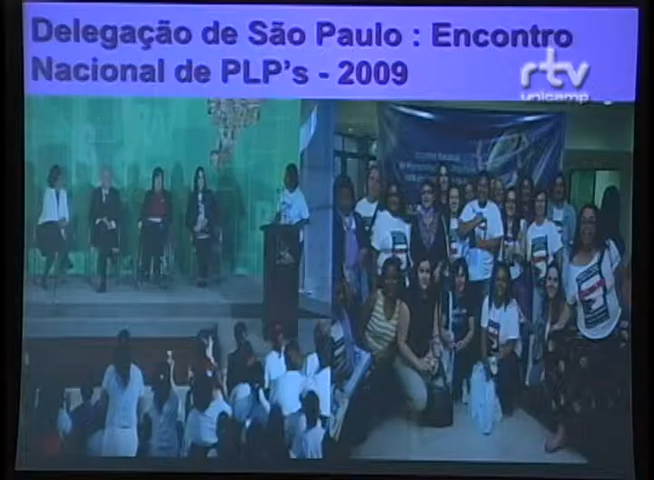 Delegação de São Paulo : Encontro
Nacional de PLP's - 2009
rtv
unicamp